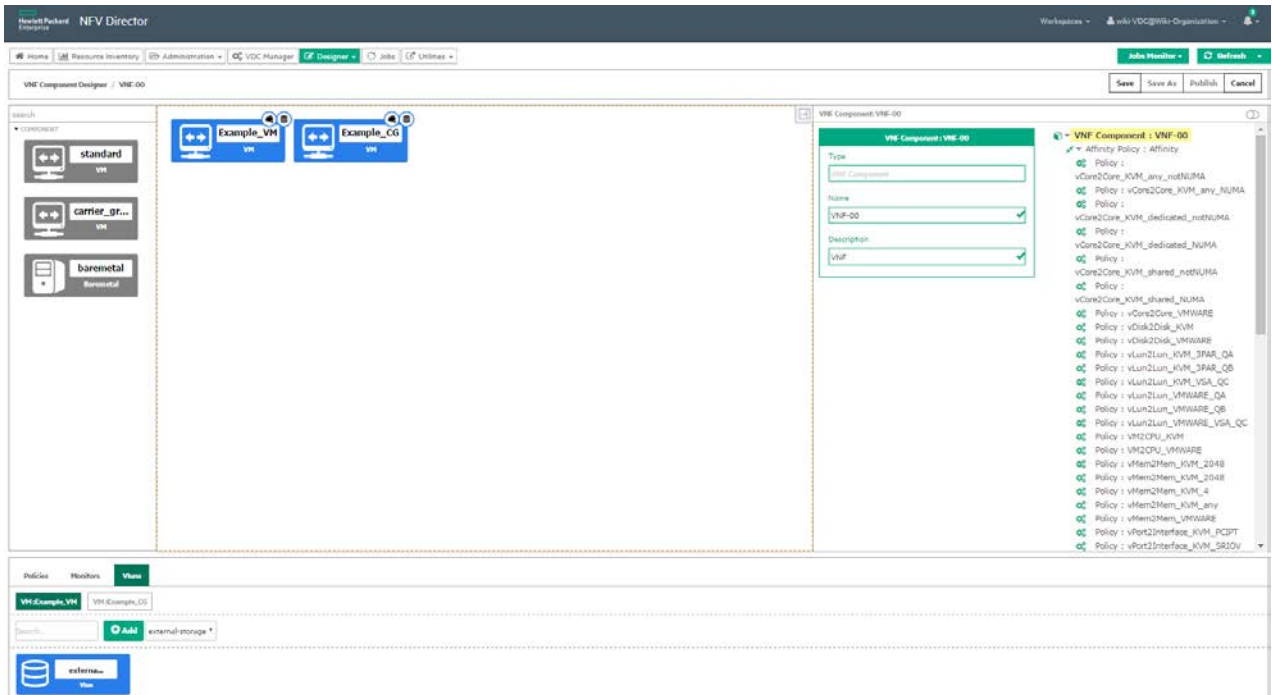 Hewlett Packard
Enterprise
NFV Director
Workspaces
wiki-VDC@Wiki-Organisation
Home
Resource Inventory
Administration
VDC Manager
Designer
Jobs
Utilities
Jobs Monitor
Refresh
VNF Component Designer / VNF-00
Save
Save As
Publish
Cancel
search
COMPONENT
standard
VM
carrier_gr...
VM
baremetal
Baremetal
Example_VM
VM
Example_CG
VM
VNF Component: VNF-00
VNF Component : VNF-00
Type
VNF Component
Name
VNF-00
Description
VNF
VNF Component : VNF-00
Affinity Policy : Affinity
Policy :
vCore2Core_KVM_any_notNUMA
Policy : vCore2Core_KVM_any_NUMA
Policy :
vCore2Core_KVM_dedicated_notNUMA
Policy :
vCore2Core_KVM_dedicated_NUMA
Policy :
vCore2Core_KVM_shared_notNUMA
Policy :
vCore2Core_KVM_shared_NUMA
Policy : vCore2Core_VMWARE
Policy : vDisk2Disk_KVM
Policy : vDisk2Disk_VMWARE
Policy : vLun2Lun_KVM_3PAR_QA
Policy : vLun2Lun_KVM_3PAR_QB
Policy : vLun2Lun_KVM_VSA_QC
Policy : vLun2Lun_VMWARE_QA
Policy : vLun2Lun_VMWARE_QB
Policy : vLun2Lun_VMWARE_VSA_QC
Policy : VM2CPU_KVM
Policy : VM2CPU_VMWARE
Policy : vMem2Mem_KVM_2048
Policy : vMem2Mem_KVM_2048
Policy : vMem2Mem_KVM_4
Policy : vMem2Mem_KVM_any
Policy : vMem2Mem_VMWARE
Policy : vPort2Interface_KVM_PCIPT
Policy : vPort2Interface_KVM_SRIOV
Policies
Monitors
Vluns
VM:Example_VM
VM:Example_CG
Search...
Add
external-storage *
externa...
Vlun